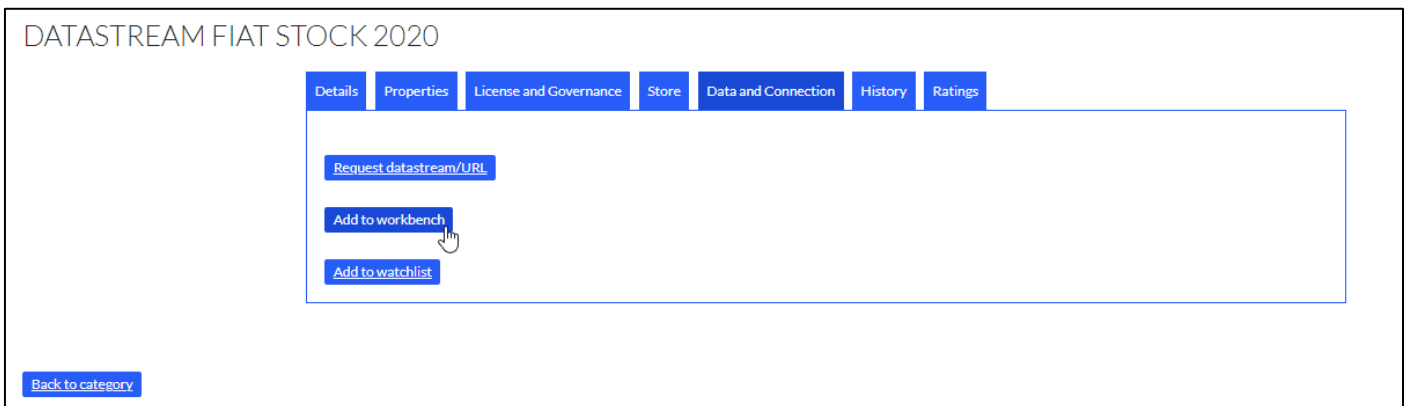 DATASTREAM FIAT STOCK 2020
Details Properties License and Governance Store Data and Connection History Ratings
Request datastream/URL
Add to workbench
Add to watchlist
Back to category